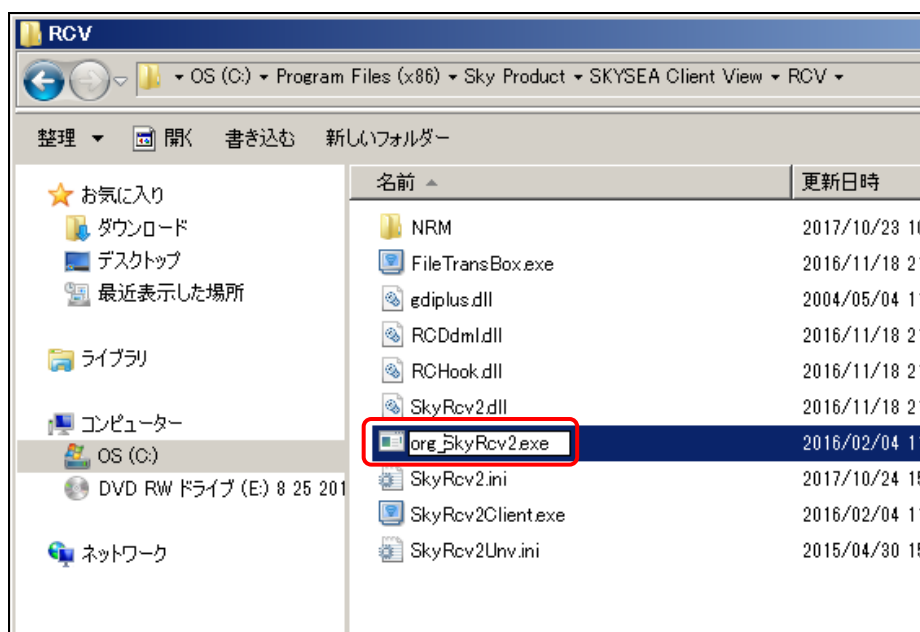 RCV
OS (C:) Program Files (x86) Sky Product SKYSEA Client View RCV
整理 開く 書き込む 新しいフォルダー
名前 更新日時
お気に入り
ダウンロード
デスクトップ
最近表示した場所
ライブラリ
コンピューター
OS (C:)
DVD RW ドライブ (E:) 8 25 201
ネットワーク
NRM 2017/10/23 10
FileTransBox.exe 2016/11/18 2
gdiplus.dll 2004/05/04 1
RCDdml.dll 2016/11/18 2
RCHook.dll 2016/11/18 2
SkyRcv2.dll 2016/11/18 2
org_SkyRcv2.exe 2016/02/04 1
SkyRcv2.ini 2017/10/24 15
SkyRcv2Client.exe 2016/02/04 1
SkyRcv2Unv.ini 2015/04/30 15